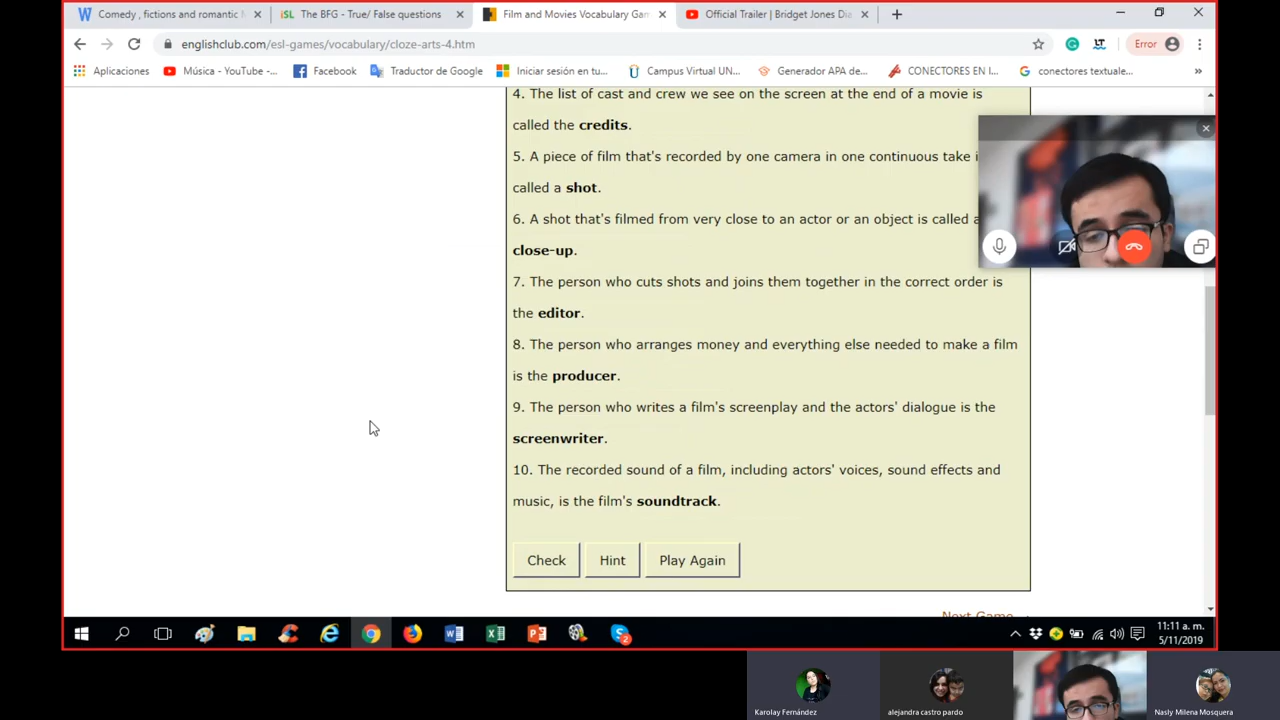 Comedy , fictions and romantic
iSL The BFG - True/ False questions
Film and Movies Vocabulary Gam
Official Trailer | Bridget Jones Dia
englishclub.com/esl-games/vocabulary/cloze-arts-4.htm
Error
Aplicaciones
Música - YouTube -...
Facebook
Traductor de Google
Iniciar sesión en tu...
Campus Virtual UN...
Generador APA de...
CONECTORES EN I...
conectores textuale...
4. The list of cast and crew we see on the screen at the end of a movie is
called the credits.
5. A piece of film that's recorded by one camera in one continuous take i
called a shot.
6. A shot that's filmed from very close to an actor or an object is called a
close-up.
7. The person who cuts shots and joins them together in the correct order is
the editor.
8. The person who arranges money and everything else needed to make a film
is the producer.
9. The person who writes a film's screenplay and the actors' dialogue is the
screenwriter.
10. The recorded sound of a film, including actors' voices, sound effects and
music, is the film's soundtrack.
Check
Hint
Play Again
Next Game
11:11 a. m.
5/11/2019
Karolay Fernández
alejandra castro pardo
Nasly Milena Mosquera